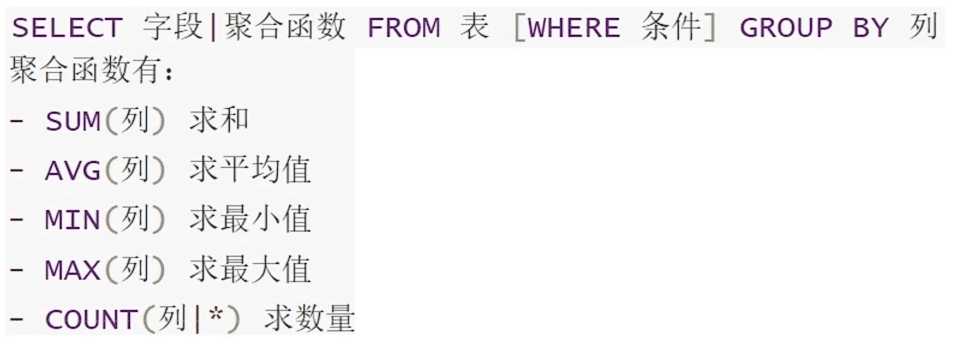 SELECT 字段|聚合函数 FROM 表 [WHERE 条件] GROUP BY 列
聚合函数有：
- SUM(列) 求和
- AVG(列) 求平均值
- MIN(列) 求最小值
- MAX(列) 求最大值
- COUNT(列|*) 求数量